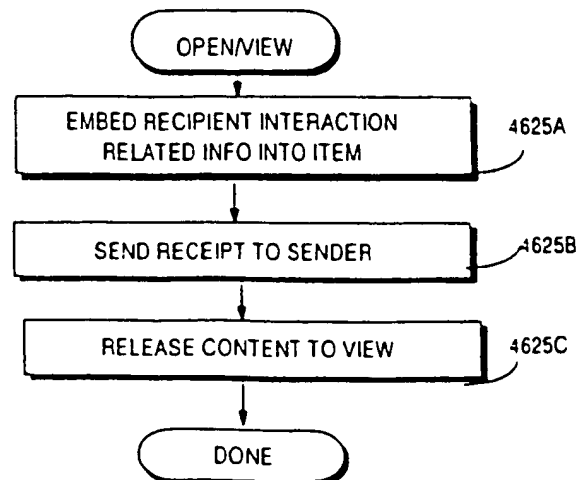 OPEN/VIEW
EMBED RECIPIENT INTERACTION
RELATED INFO INTO ITEM
4625A
SEND RECEIPT TO SENDER
4625B
RELEASE CONTENT TO VIEW
4625C
DONE